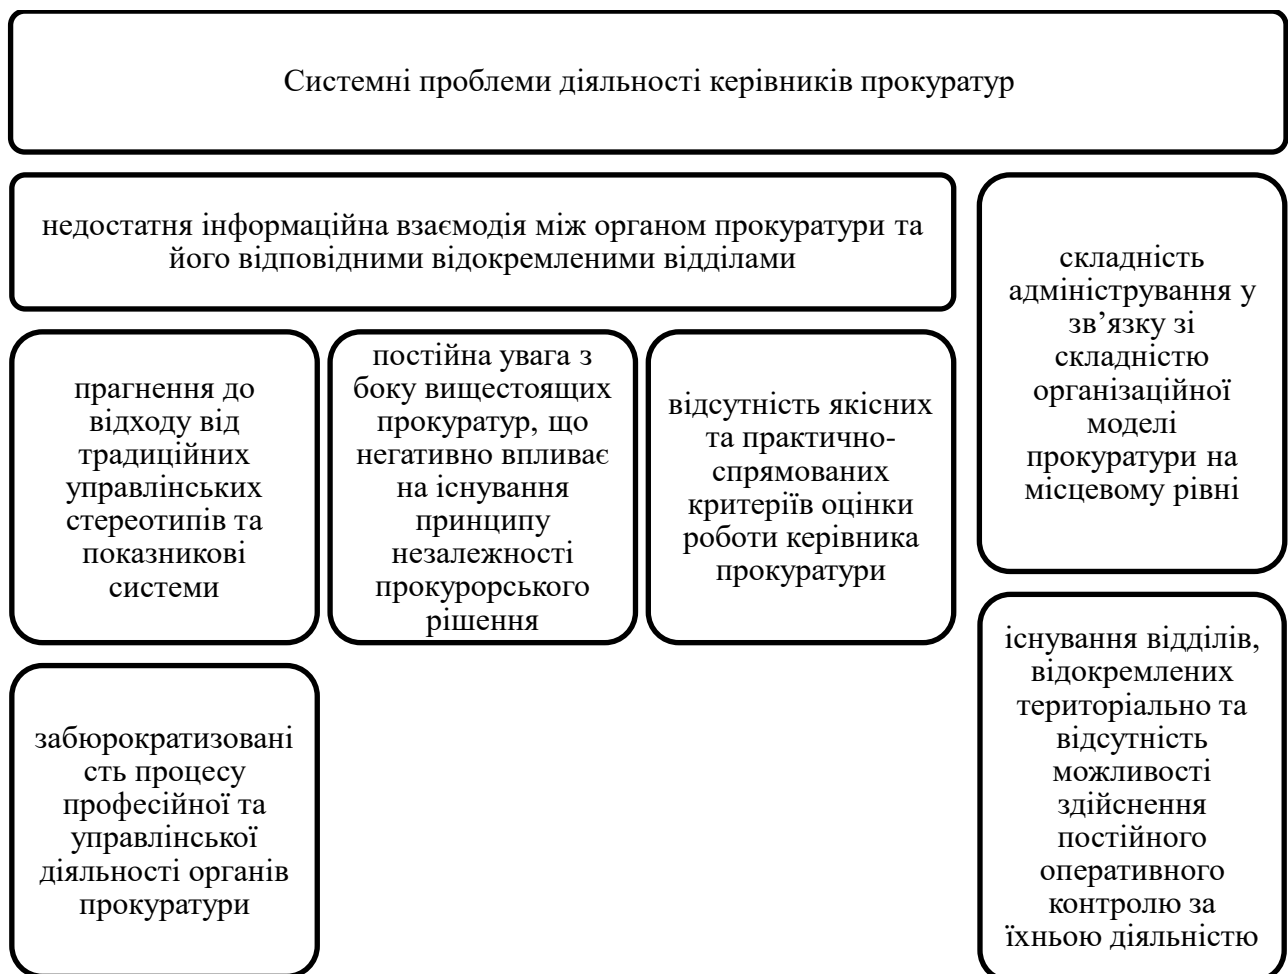 Системні проблеми діяльності керівників прокуратур
недостатня інформаційна взаємодія між органом прокуратури та
його відповідними відокремленими відділами
прагнення до
відходу від
традиційних
управлінських
стереотипів та
показникові
системи
постійна увага з
боку вищестоящих
прокуратур, що
негативно впливає
на існування
принципу
незалежності
прокурорського
рішення
відсутність якісних
та практично-
спрямованих
критеріїв оцінки
роботи керівника
прокуратури
складність
адміністрування у
зв’язку зі
складністю
організаційної
моделі
прокуратури на
місцевому рівні
забюрократизовані
сть процесу
професійної та
управлінської
діяльності органів
прокуратури
існування відділів,
відокремлених
територіально та
відсутність
можливості
здійснення
постійного
оперативного
контролю за
їхньою діяльністю